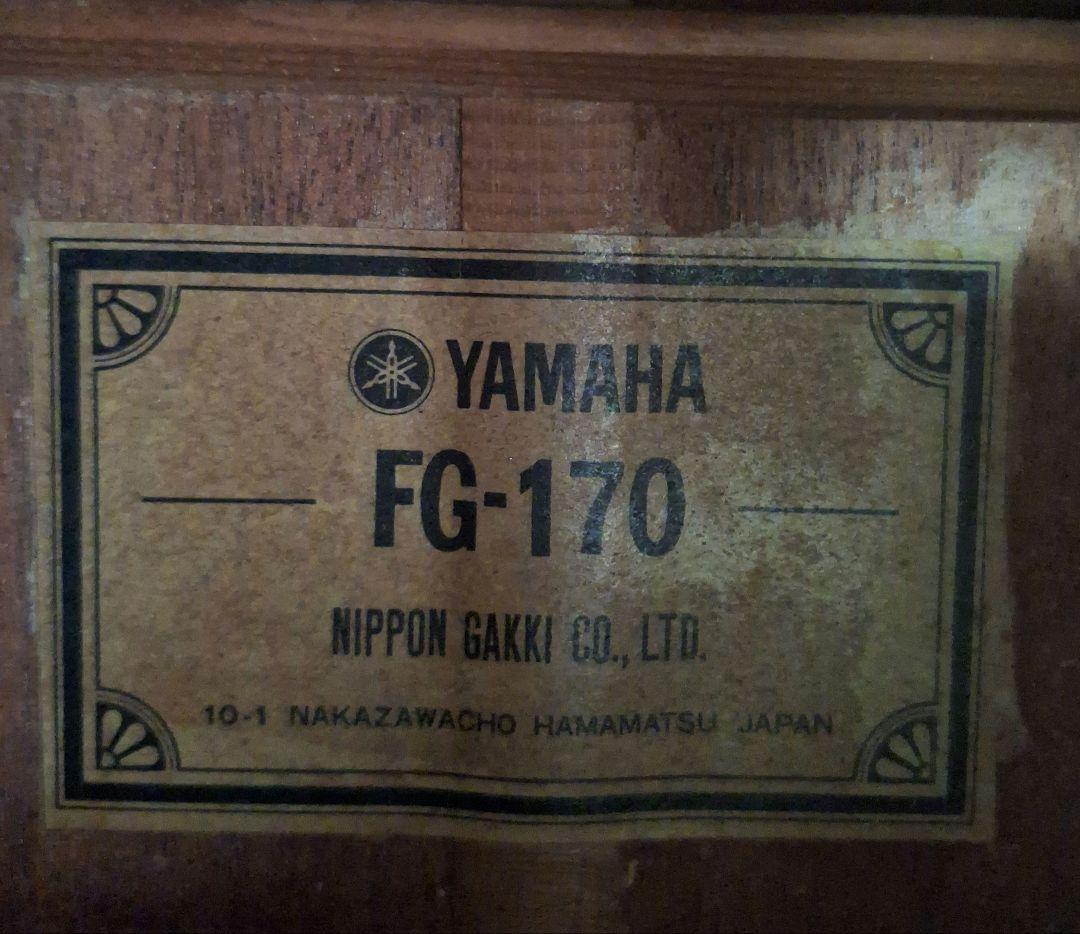 YAMAHA
FG-170
NIPPON GAKKI CO., LTD.
10-1 NAKAZAWACHO HAMAMATSU JAPAN